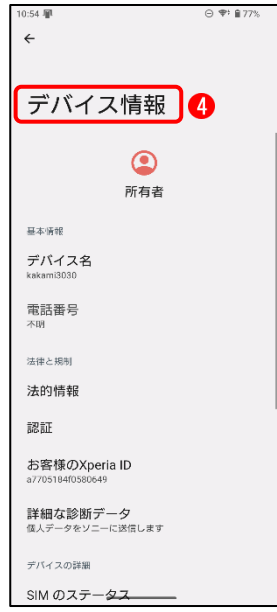 10:54 77%
デバイス情報 4
所有者
基本情報
デバイス名
kakami3030
電話番号
不明
法律と規制
法的情報
認証
お客様のXperia ID
a7705184f0580649
詳細な診断データ
個人データをソニーに送信します
デバイスの詳細
SIM のステータス